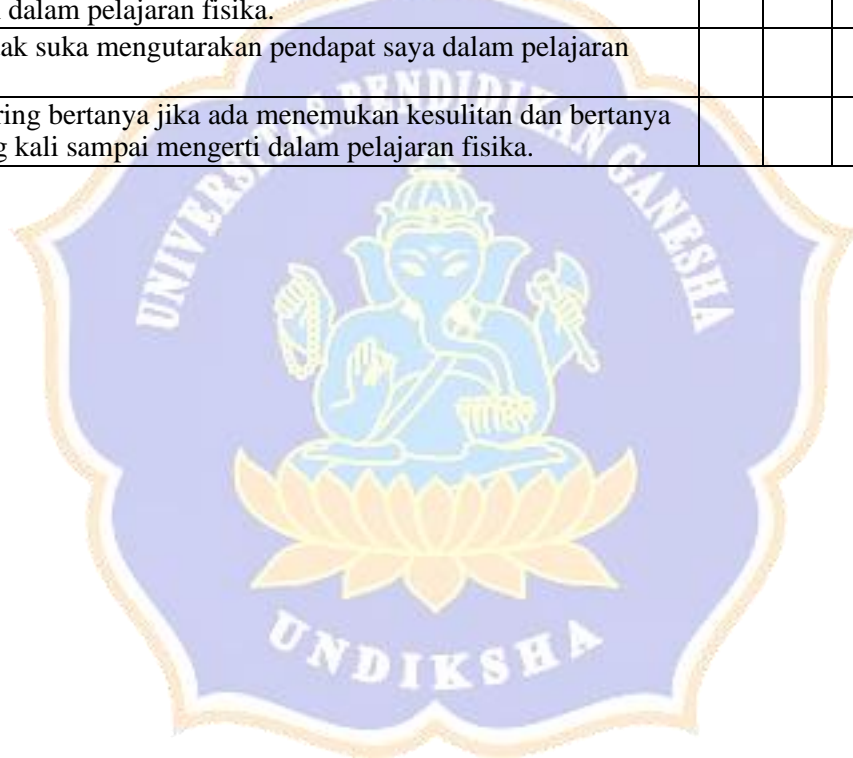 dalam pelajaran fisika.
ak suka mengutarakan pendapat saya dalam pelajaran
ring bertanya jika ada menemukan kesulitan dan bertanya
g kali sampai mengerti dalam pelajaran fisika.
UNIVERSITAS PENDIDIKAN GANESHA
UNDIKSHA